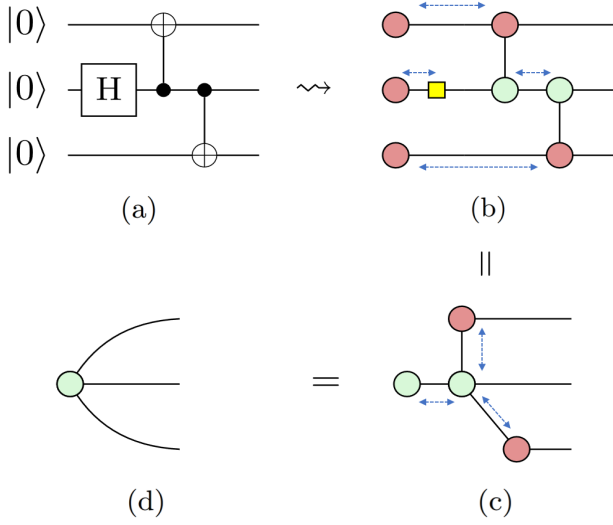 |0⟩
|0⟩ H ⇝
|0⟩
(a) (b)
=
=
(d) (c)